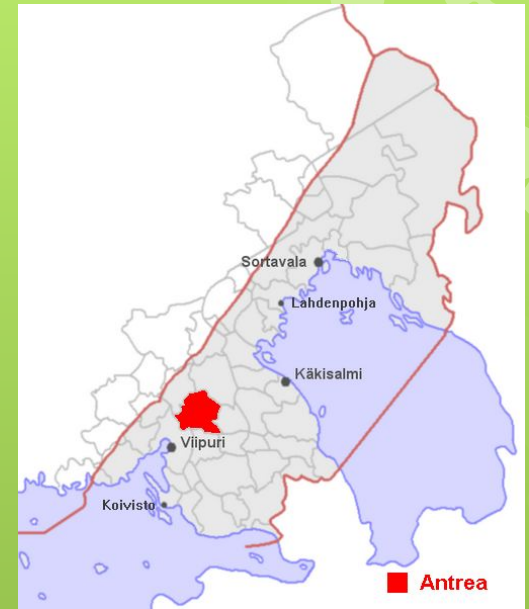 Sortavala
Lahdenpohja
Käkisalmi
Viipuri
Koivisto
Antrea